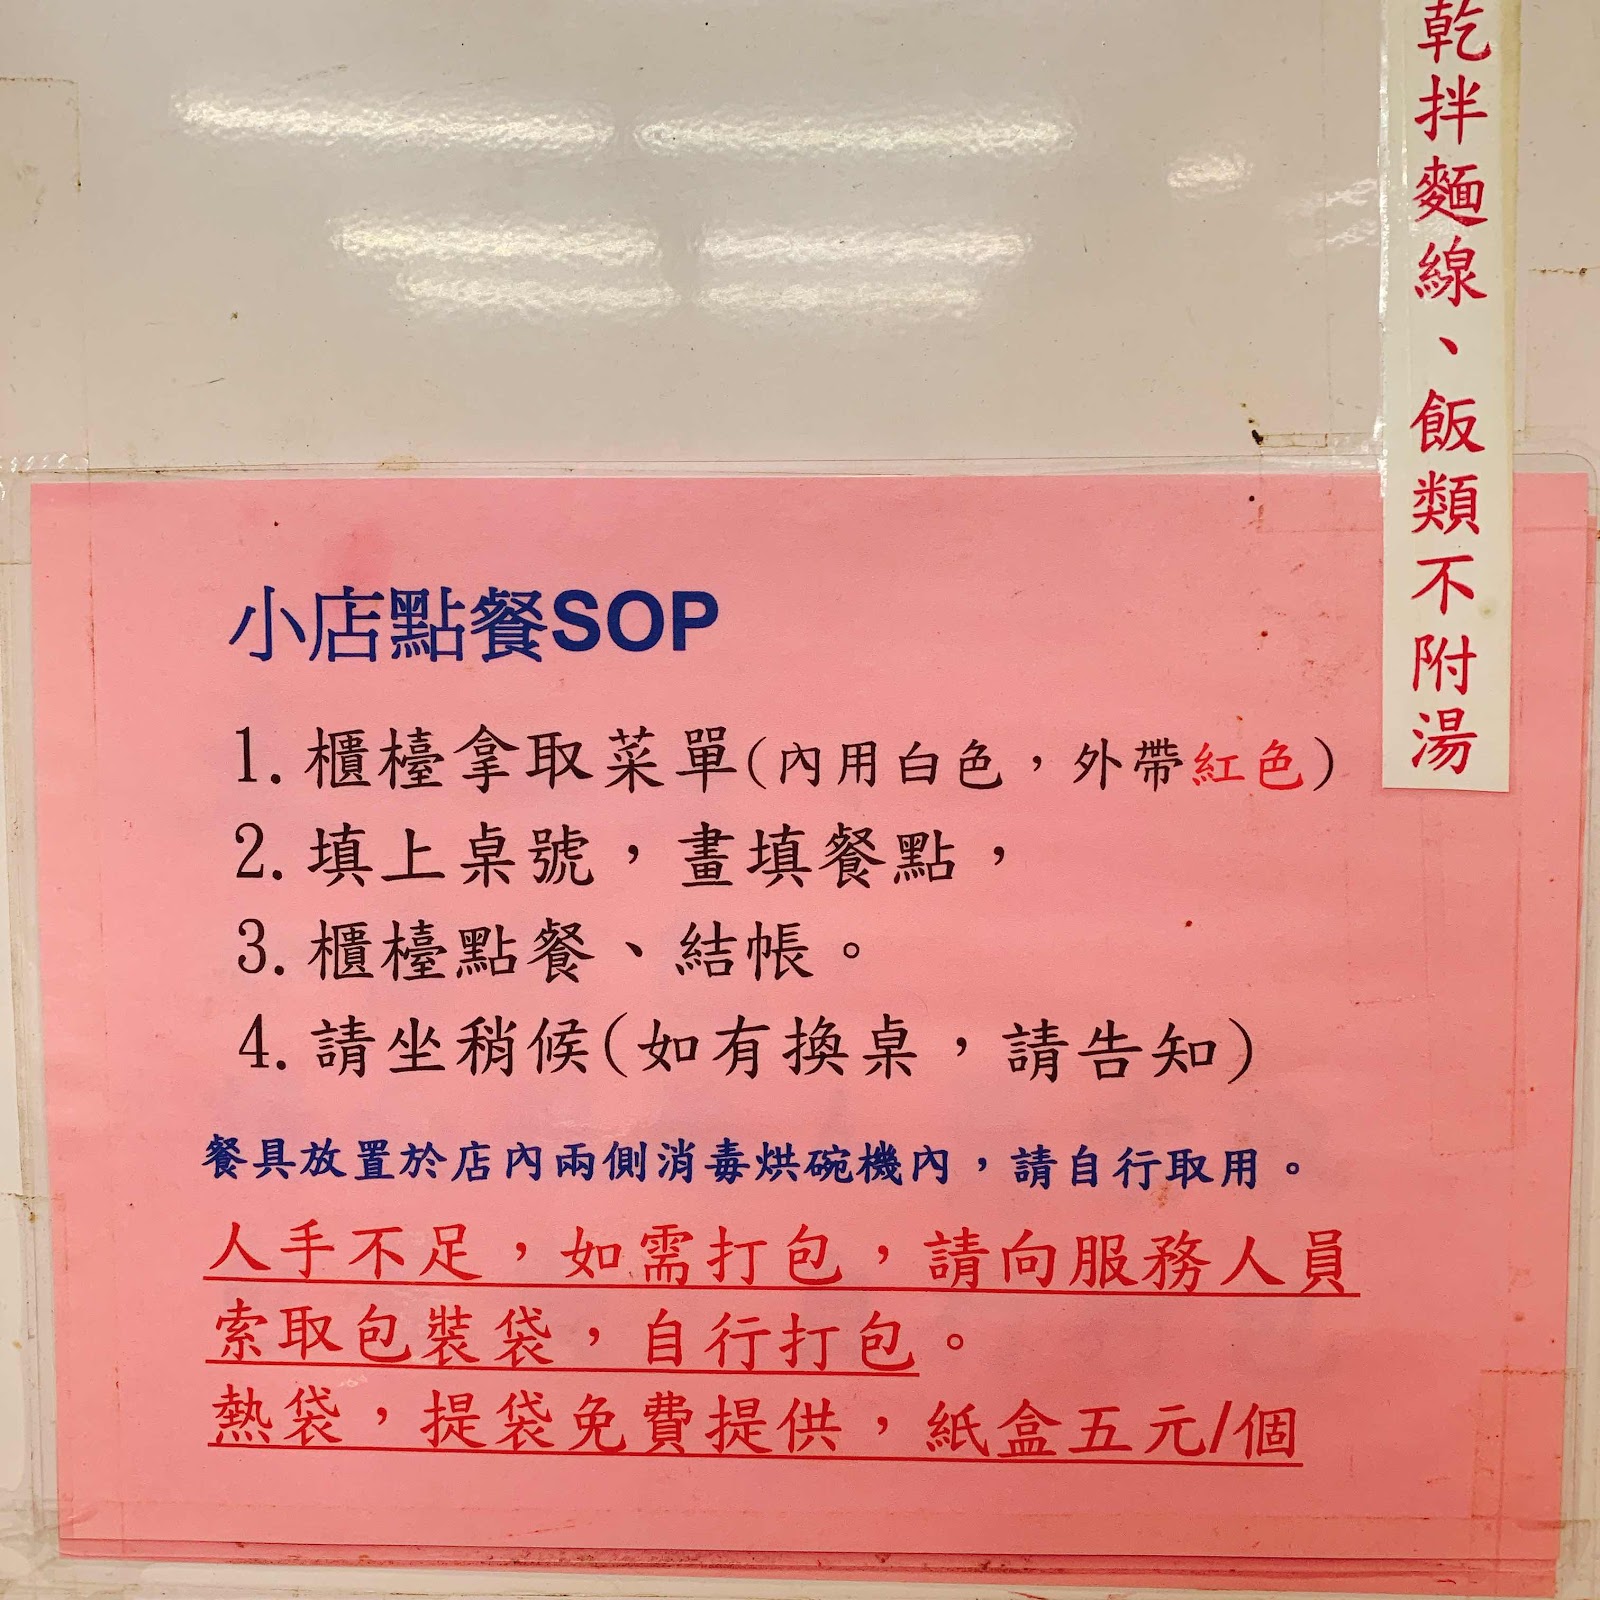 乾拌麵線、飯類不附湯
小店點餐SOP
1.櫃檯拿取菜單(內用白色，外帶紅色)
2.填上桌號，畫填餐點，
3.櫃檯點餐、結帳。
4.請坐稍候(如有換桌，請告知)
餐具放置於店內兩側消毒烘碗機內，請自行取用。
人手不足，如需打包，請向服務人員
索取包裝袋，自行打包。
熱袋，提袋免費提供，紙盒五元/個